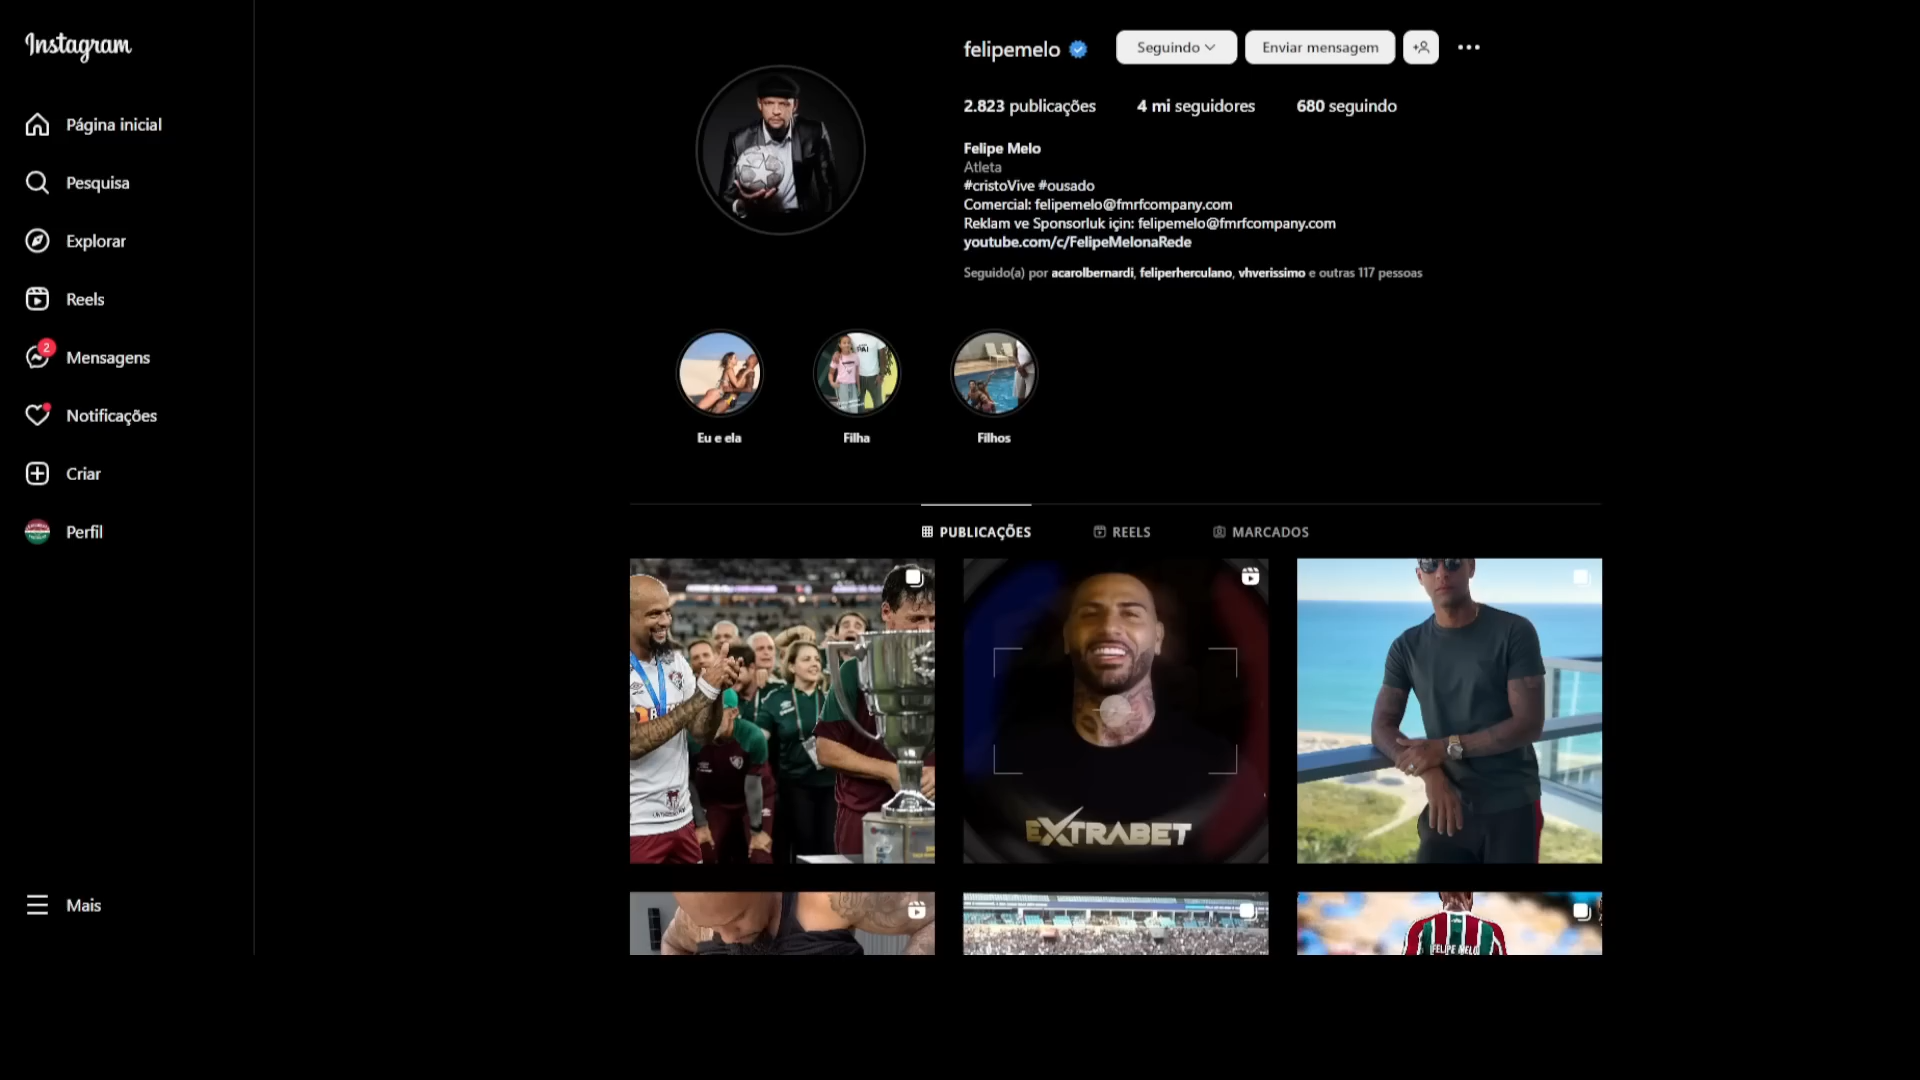 Instagram
Página inicial
Pesquisa
Explorar
Reels
2
Mensagens
Notificações
Criar
Perfil
Mais
felipemelo
Seguindo
Enviar mensagem
2.823 publicações 4 mi seguidores 680 seguindo
Felipe Melo
Atleta
#cristoVive #ousado
Comercial: felipemelo@fmrfcompany.com
Reklam ve Sponsorluk için: felipemelo@fmrfcompany.com
youtube.com/c/FelipeMelonaRede
Seguido(a) por acarolbernardi, feliperherculano, vhverissimo e outras 117 pessoas
Eu e ela
Filha
Filhos
PUBLICAÇÕES
REELS
MARCADOS
EXTRABET
FELIPE MELO